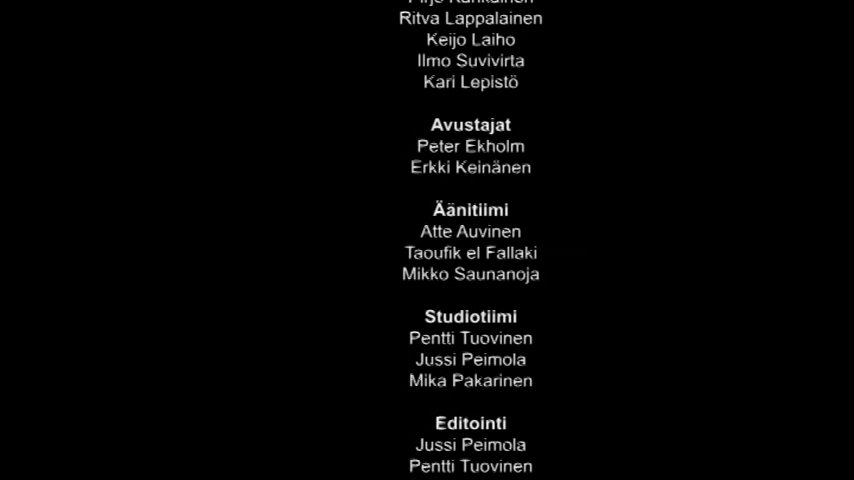 Ritva Lappalainen
Keijo Laiho
Ilmo Suvivirta
Kari Lepistö
Avustajat
Peter Ekholm
Erkki Keinänen
Äänitiimi
Atte Auvinen
Taoufik el Fallaki
Mikko Saunanoja
Studiotiimi
Pentti Tuovinen
Jussi Peimola
Mika Pakarinen
Editointi
Jussi Peimola
Pentti Tuovinen